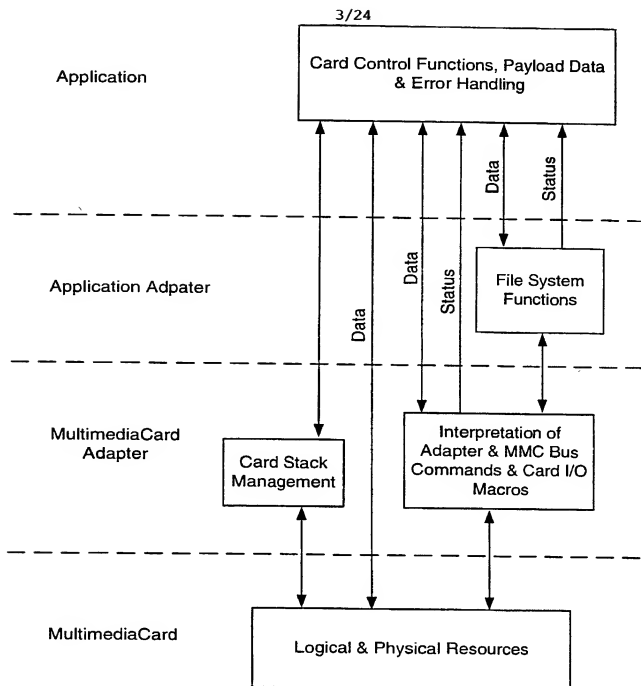 3/24
Application
Card Control Functions, Payload Data
& Error Handling
Data
Status
Data
Status
Data
Application Adpater
File System
Functions
MultimediaCard
Adapter
Card Stack
Management
Interpretation of
Adapter & MMC Bus
Commands & Card I/O
Macros
MultimediaCard
Logical & Physical Resources